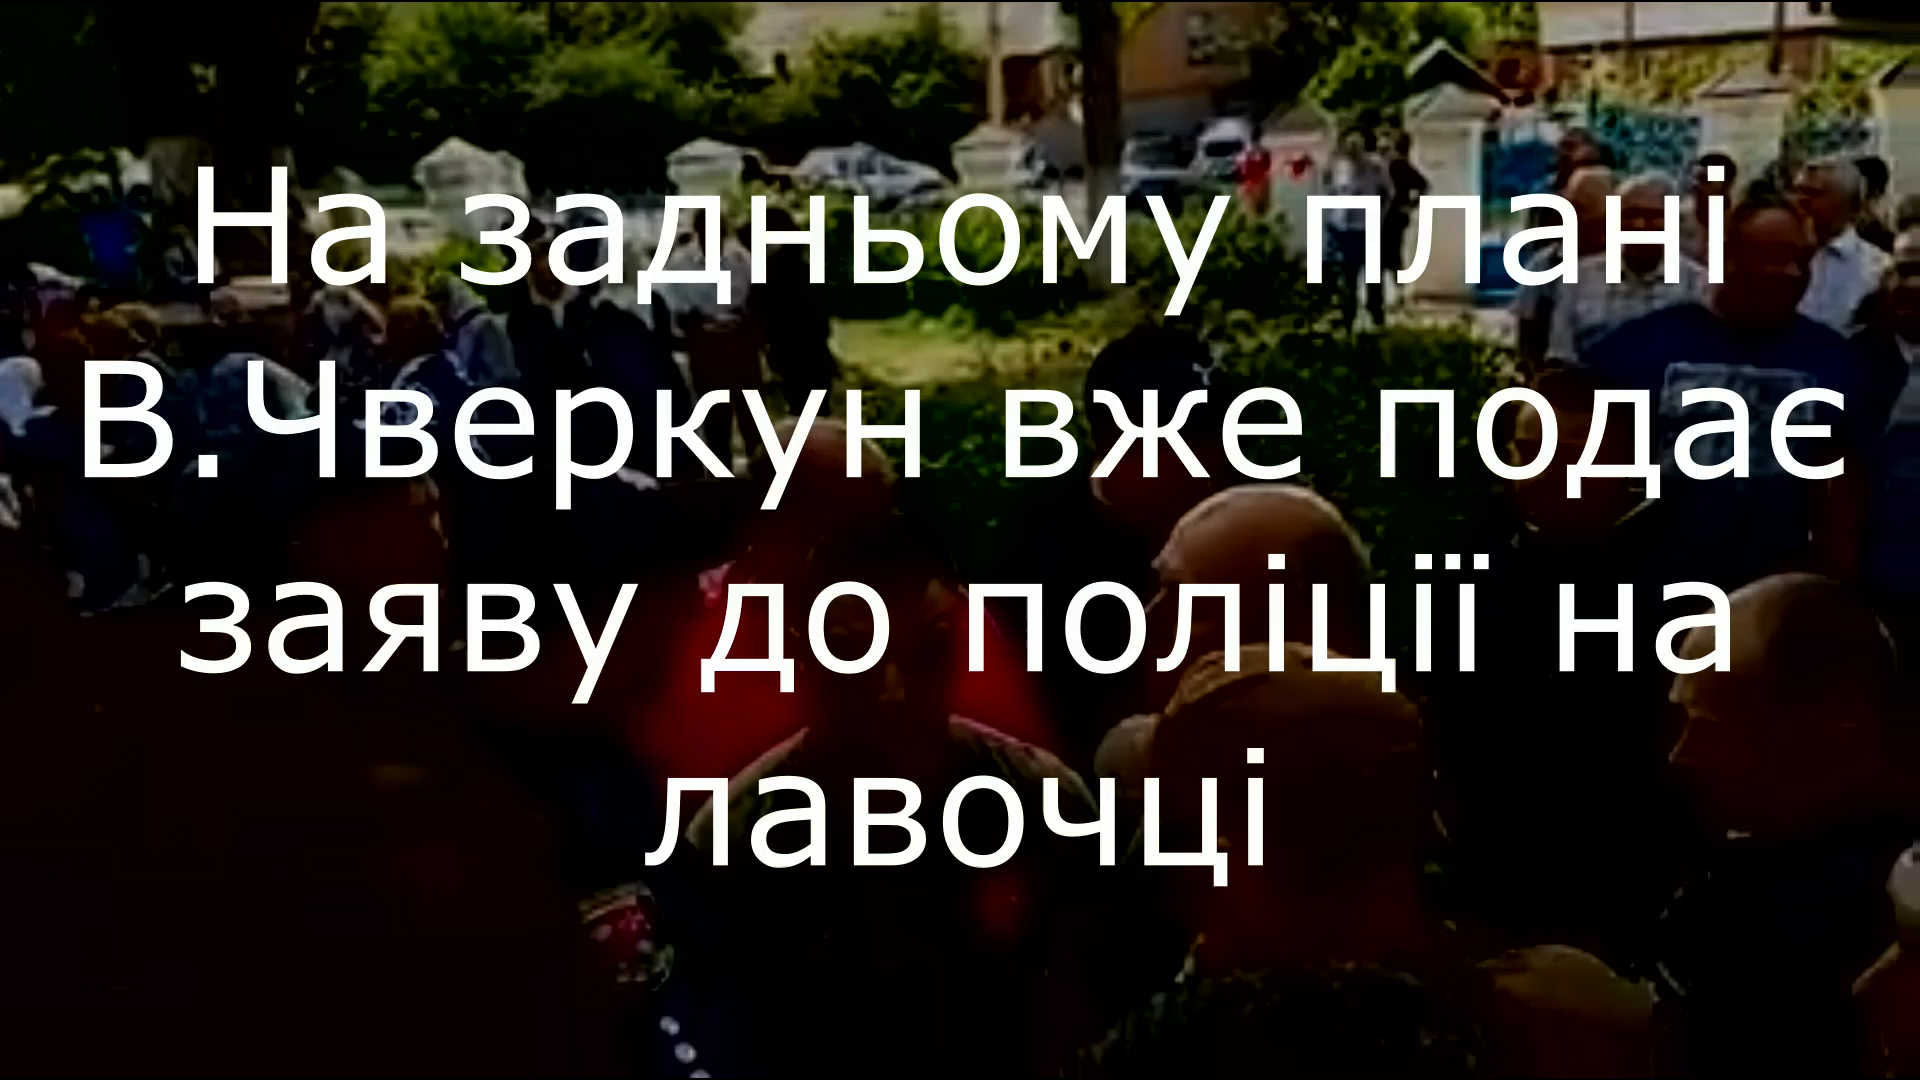 На задньому плані
В.Чверкун вже подає
заяву до поліції на
лавочці